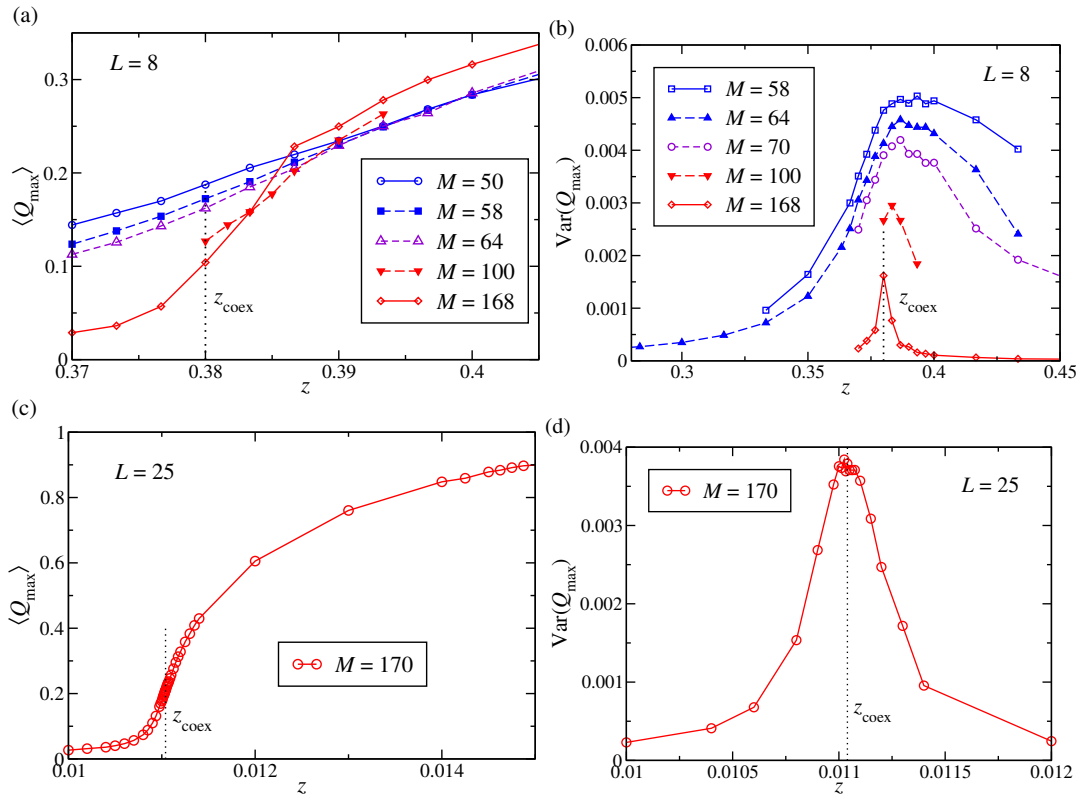 (a)
L = 8
0.3
0.2
0.1
0
⟨Q_max⟩
z_coex
M = 50
M = 58
M = 64
M = 100
M = 168
0.37 0.38 0.39 0.4
z
(b)
0.006
0.005
0.004
0.003
0.002
0.001
0
Var(Q_max)
L = 8
M = 58
M = 64
M = 70
M = 100
M = 168
z_coex
0.3 0.35 0.4 0.45
z
(c)
1
0.8
0.6
0.4
0.2
0
⟨Q_max⟩
L = 25
M = 170
z_coex
0.01 0.012 0.014
z
(d)
0.004
0.003
0.002
0.001
0.000
Var(Q_max)
M = 170
L = 25
z_coex
0.01 0.0105 0.011 0.0115 0.012
z